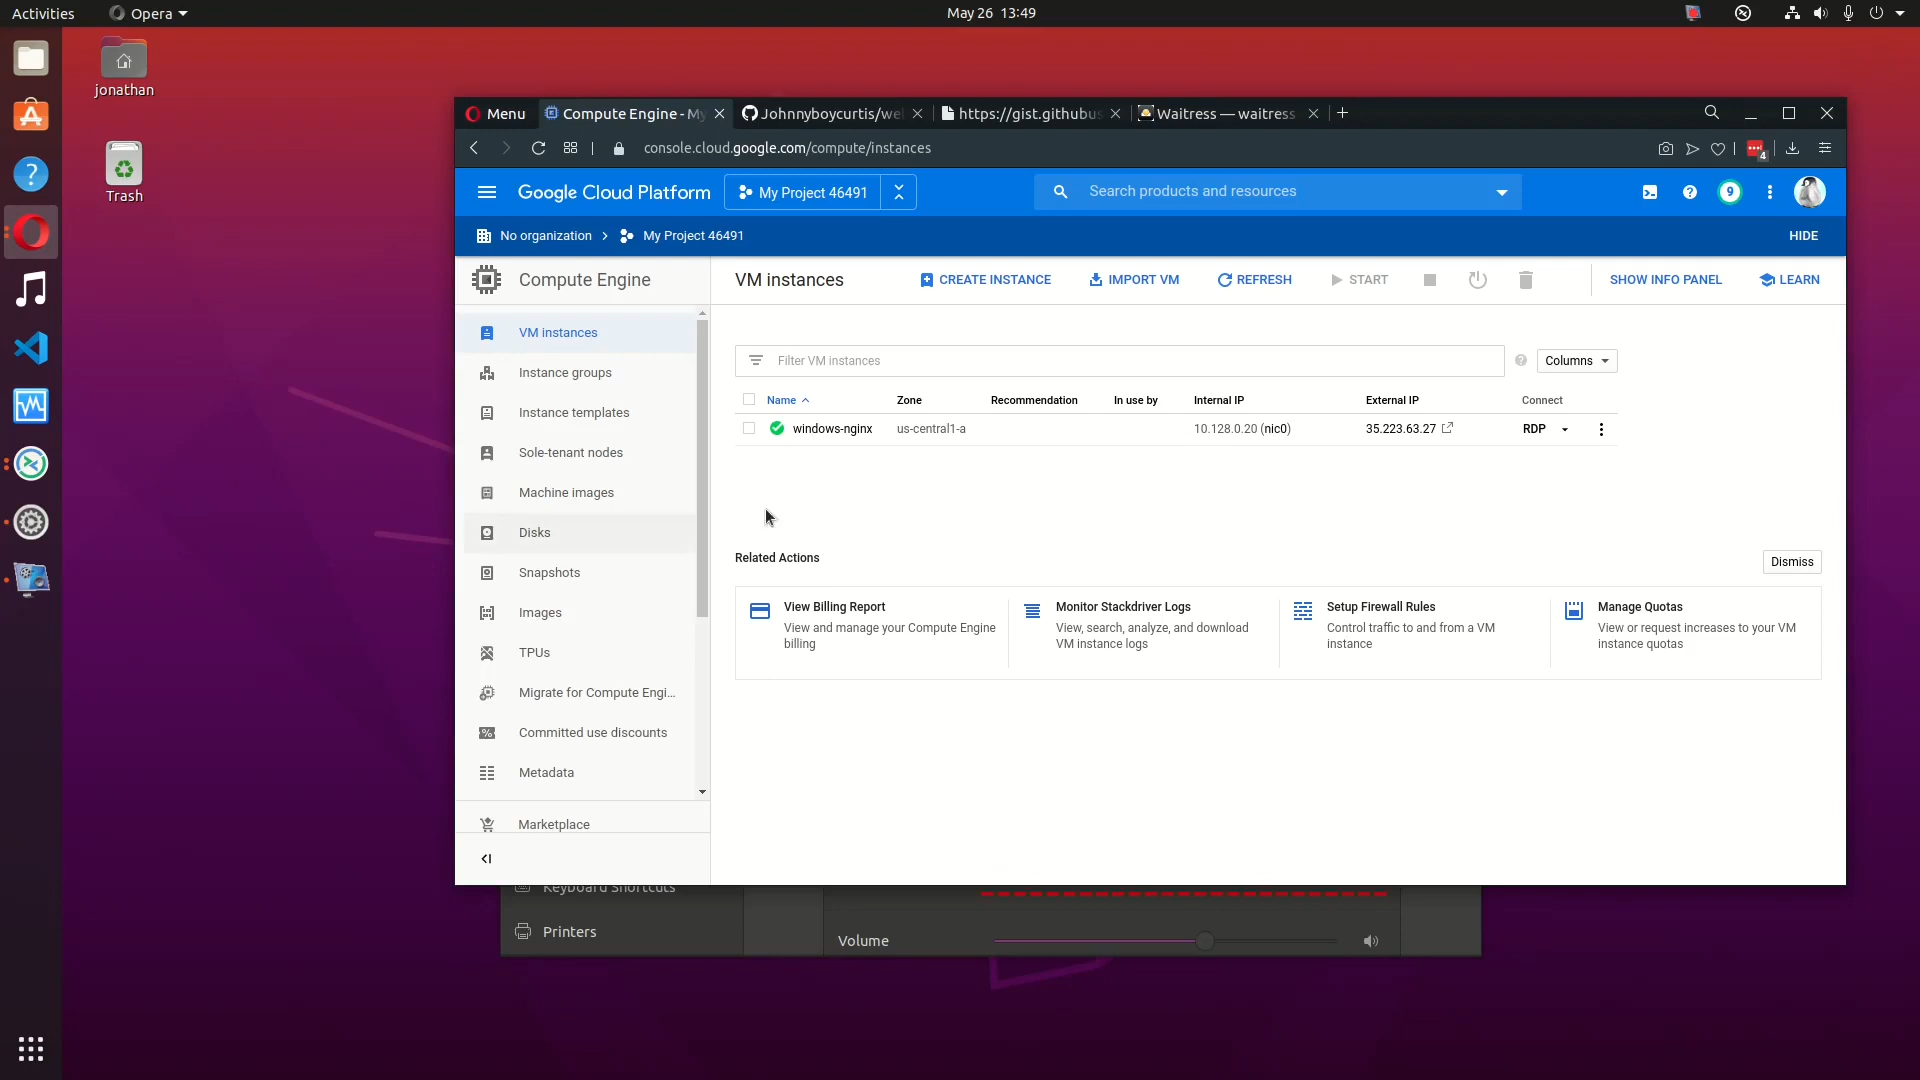 Activities
Opera
May 26  13:49
jonathan
Trash
Menu
Compute Engine - My
Johnnyboycurtis/we
https://gist.githubus
Waitress — waitress
console.cloud.google.com/compute/instances
4
Google Cloud Platform
My Project 46491
Search products and resources
9
No organization
My Project 46491
HIDE
Compute Engine
VM instances
CREATE INSTANCE
IMPORT VM
REFRESH
START
SHOW INFO PANEL
LEARN
VM instances
Instance groups
Instance templates
Sole-tenant nodes
Machine images
Disks
Snapshots
Images
TPUs
Migrate for Compute Engi...
Committed use discounts
Metadata
Marketplace
Filter VM instances
Columns
Name
Zone
Recommendation
In use by
Internal IP
External IP
Connect
windows-nginx
us-central1-a
10.128.0.20 (nic0)
35.223.63.27
RDP
Related Actions
Dismiss
View Billing Report
View and manage your Compute Engine
billing
Monitor Stackdriver Logs
View, search, analyze, and download
VM instance logs
Setup Firewall Rules
Control traffic to and from a VM
instance
Manage Quotas
View or request increases to your VM
instance quotas
Keyboard Shortcuts
Printers
Volume